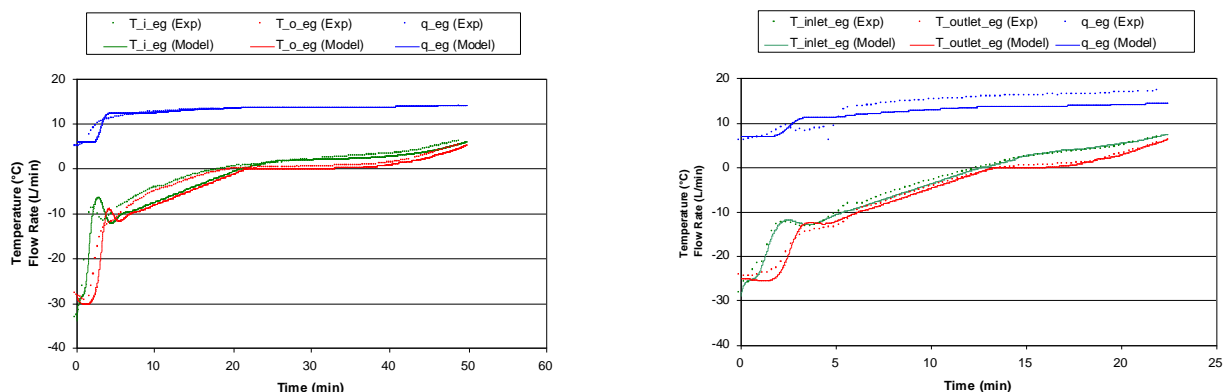 T_i_eg (Exp) T_o_eg (Exp) q_eg (Exp)
T_i_eg (Model) T_o_eg (Model) q_eg (Model)
20
10
0
-10
-20
-30
-40
Temperature (°C)
Flow Rate (L/min)
0 10 20 30 40 50 60
Time (min)
T_inlet_eg (Exp) T_outlet_eg (Exp) q_eg (Exp)
T_inlet_eg (Model) T_outlet_eg (Model) q_eg (Model)
20
10
0
-10
-20
-30
-40
Temperature (°C)
Flow Rate (L/min)
0 5 10 15 20 25
Time (min)